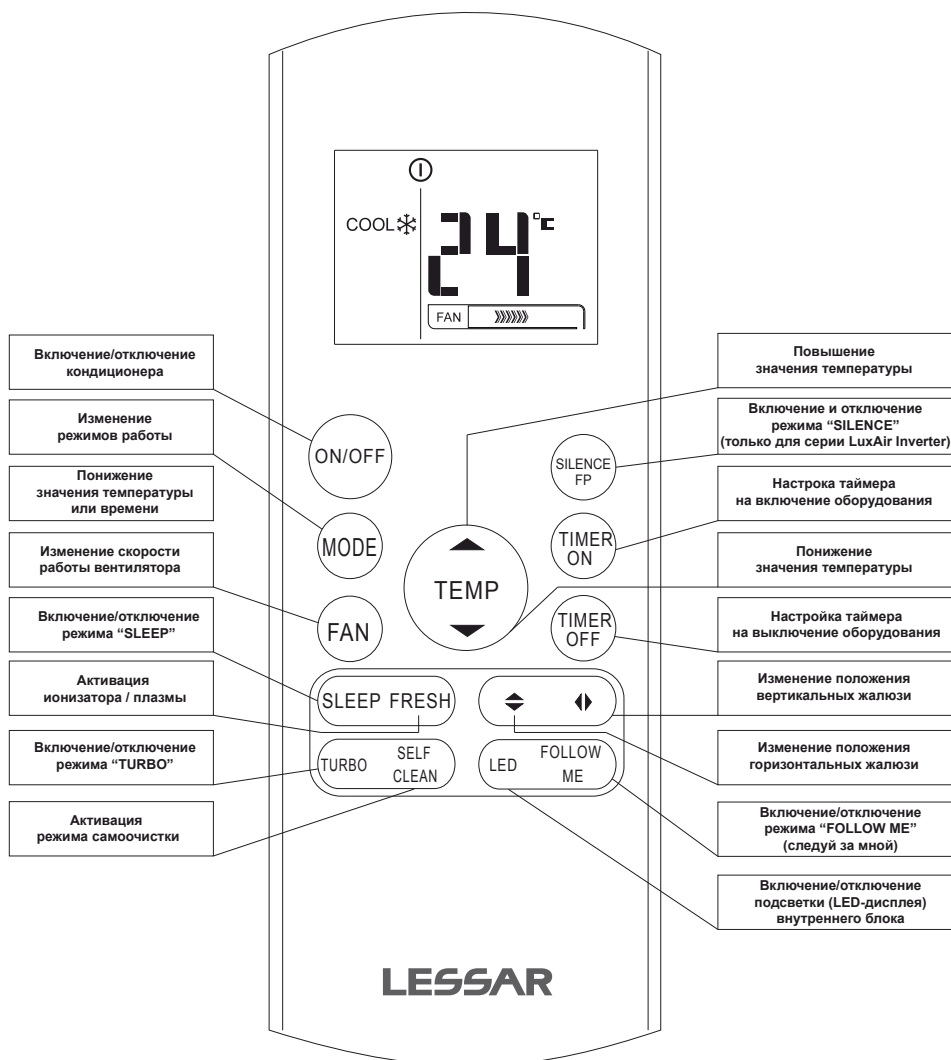 COOL
24°C
FAN
ON/OFF
MODE
FAN
TEMP
SILENCE
FP
TIMER
ON
TIMER
OFF
SLEEP FRESH
TURBO
SELF
CLEAN
LED
FOLLOW
ME
LESSAR
Включение/отключение
кондиционера
Изменение
режимов работы
Понижение
значения температуры
или времени
Изменение скорости
работы вентилятора
Включение/отключение
режима “SLEEP”
Активация
ионизатора / плазмы
Включение/отключение
режима “TURBO”
Активация
режима самоочистки
Повышение
значения температуры
Включение и отключение
режима “SILENCE”
(только для серии LuxAir Inverter)
Настрока таймера
на включение оборудования
Понижение
значения температуры
Настройка таймера
на выключение оборудования
Изменение положения
вертикальных жалюзи
Изменение положения
горизонтальных жалюзи
Включение/отключение
режима “FOLLOW ME”
(следуй за мной)
Включение/отключение
подсветки (LED-дисплея)
внутреннего блока